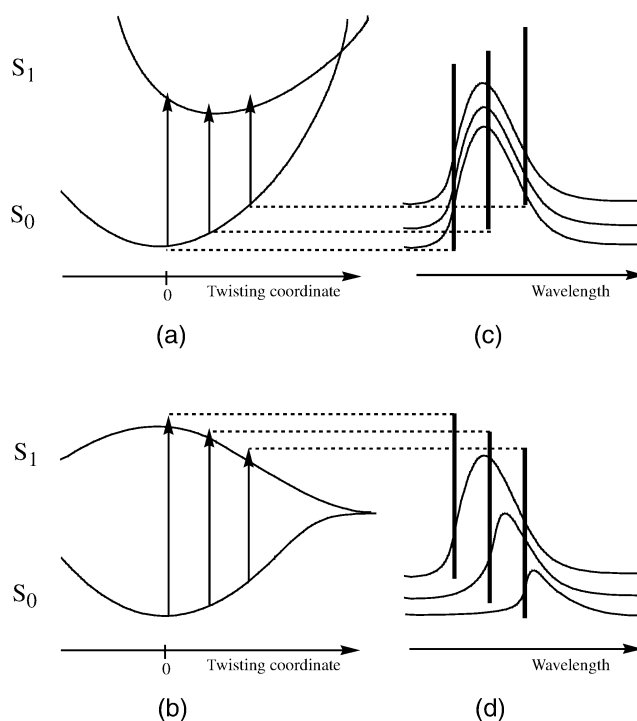 S1
S0
0
Twisting coordinate
Wavelength
(a)
(c)
S1
S0
0
Twisting coordinate
Wavelength
(b)
(d)